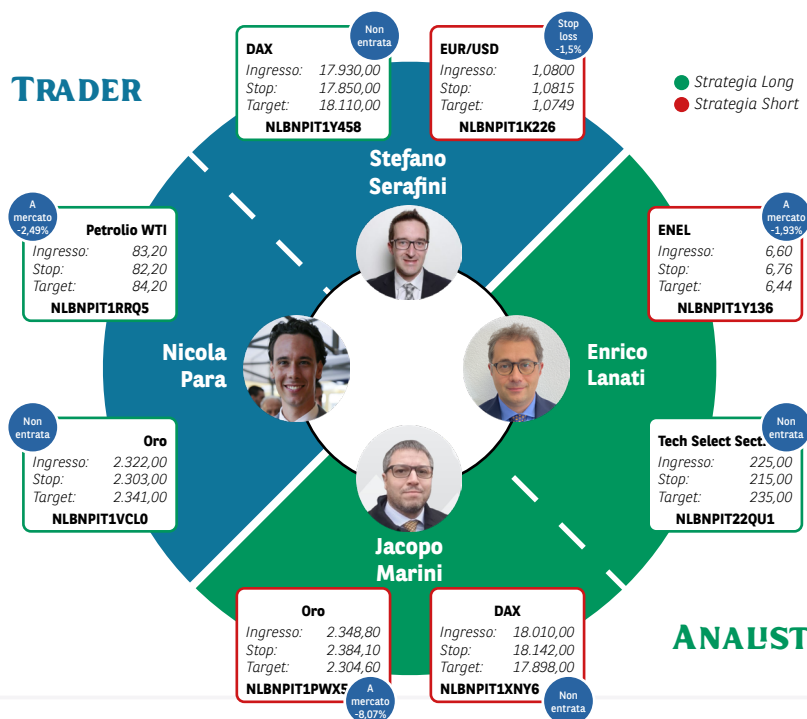 TRADER
Non
entrata
DAX
Ingresso: 17.930,00
Stop: 17.850,00
Target: 18.110,00
NLBNPIT1Y458
Stop
loss
-1,5%
EUR/USD
Ingresso: 1,0800
Stop: 1,0815
Target: 1,0749
NLBNPIT1K226
Strategia Long
Strategia Short
Stefano
Serafini
A
mercato
-2,49%
Petrolio WTI
Ingresso: 83,20
Stop: 82,20
Target: 84,20
NLBNPIT1RRQ5
A
mercato
-1,93%
ENEL
Ingresso: 6,60
Stop: 6,76
Target: 6,44
NLBNPIT1Y136
Nicola
Para
Enrico
Lanati
Non
entrata
Oro
Ingresso: 2.322,00
Stop: 2.303,00
Target: 2.341,00
NLBNPIT1VCL0
Non
entrata
Tech Select Sect.
Ingresso: 225,00
Stop: 215,00
Target: 235,00
NLBNPIT22QU1
Jacopo
Marini
Oro
Ingresso: 2.348,80
Stop: 2.384,10
Target: 2.304,60
NLBNPIT1PWX5
A
mercato
-8,07%
DAX
Ingresso: 18.010,00
Stop: 18.142,00
Target: 17.898,00
NLBNPIT1XNY6
Non
entrata
ANALIST